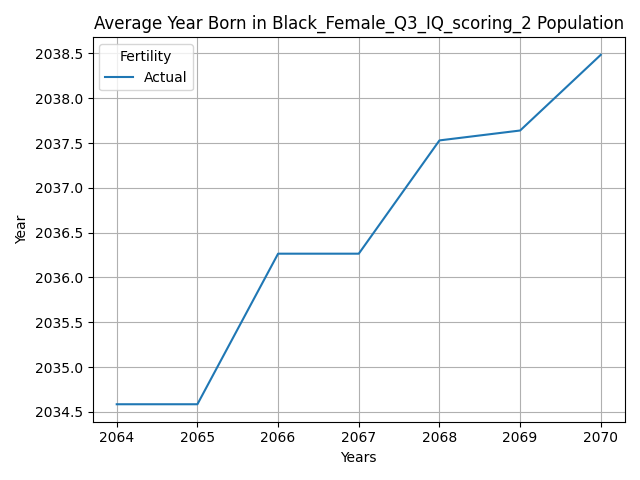 Average Year Born in Black_Female_Q3_IQ_scoring_2 Population
Fertility
Actual
Year
2038.5
2038.0
2037.5
2037.0
2036.5
2036.0
2035.5
2035.0
2034.5
2064 2065 2066 2067 2068 2069 2070
Years